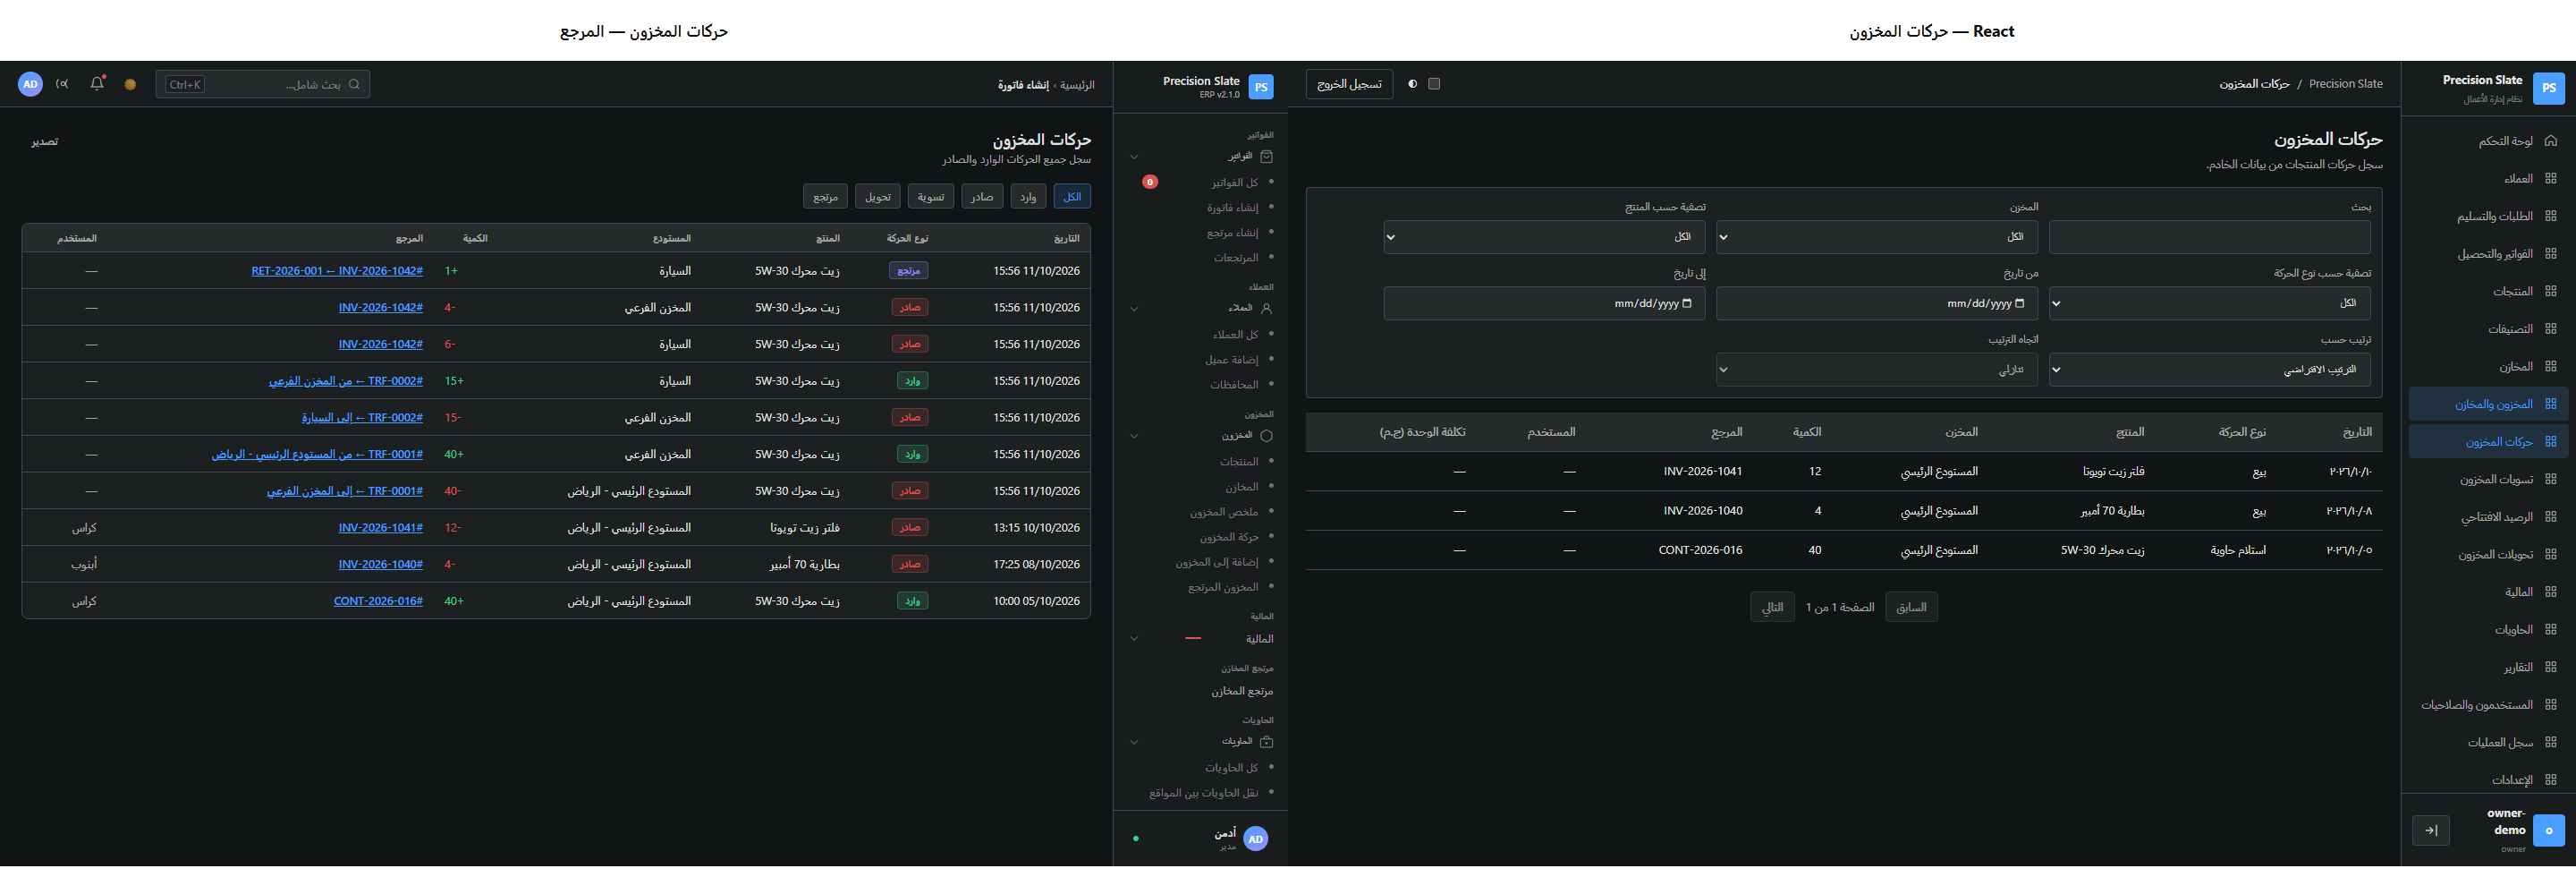 React — حركات المخزون
Precision Slate
نظام إدارة الأعمال
لوحة التحكم
العملاء
الطلبات والتسليم
الفواتير والتحصيل
المنتجات
التصنيفات
المخازن
المخزون والمخازن
حركات المخزون
تسويات المخزون
الرصيد الافتتاحي
تحويلات المخزون
المالية
الحاويات
التقارير
المستخدمون والصلاحيات
سجل العمليات
الإعدادات
owner-demo
owner
Precision Slate / حركات المخزون
تسجيل الخروج
حركات المخزون
سجل حركات المنتجات من بيانات الخادم.
بحث المخزن تصفية حسب المنتج
الكل الكل
تصفية حسب نوع الحركة من تاريخ إلى تاريخ
الكل mm/dd/yyyy mm/dd/yyyy
ترتيب حسب اتجاه الترتيب
الترتيب الافتراضي تنازلي
التاريخ نوع الحركة المنتج المخزن الكمية المرجع المستخدم تكلفة الوحدة (ج.م)
٢٠٢٦/١٠/١٠ بيع فلتر زيت تويوتا المستودع الرئيسي 12 INV-2026-1041 — —
٢٠٢٦/١٠/٠٨ بيع بطارية 70 أمبير المستودع الرئيسي 4 INV-2026-1040 — —
٢٠٢٦/١٠/٠٥ استلام حاوية زيت محرك 5W-30 المستودع الرئيسي 40 CONT-2026-016 — —
السابق الصفحة 1 من 1 التالي
حركات المخزون — المرجع
PS Precision Slate
ERP v2.1.0
الفواتير
الفواتير
كل الفواتير 0
إنشاء فاتورة
إنشاء مرتجع
المرتجعات
العملاء
العملاء
كل العملاء
إضافة عميل
المحافظات
المخزون
المخزون
المنتجات
المخازن
ملخص المخزون
حركة المخزون
إضافة إلى المخزون
المخزون المرتجع
المالية
المالية
مرتجع المخازن
مرتجع المخازن
الحاويات
الحاويات
كل الحاويات
نقل الحاويات بين المواقع
AD أدمن
مدير
الرئيسية › إنشاء فاتورة
بحث شامل... Ctrl+K
AD
حركات المخزون
سجل جميع الحركات الوارد والصادر
تصدير
الكل وارد صادر تسوية تحويل مرتجع
التاريخ نوع الحركة المنتج المستودع الكمية المرجع المستخدم
11/10/2026 15:56 مرتجع زيت محرك 5W-30 السيارة +1 #RET-2026-001 ← INV-2026-1042 —
11/10/2026 15:56 صادر زيت محرك 5W-30 المخزن الفرعي -4 #INV-2026-1042 —
11/10/2026 15:56 صادر زيت محرك 5W-30 السيارة -6 #INV-2026-1042 —
11/10/2026 15:56 وارد زيت محرك 5W-30 السيارة +15 #TRF-0002 ← من المخزن الفرعي —
11/10/2026 15:56 صادر زيت محرك 5W-30 المخزن الفرعي -15 #TRF-0002 ← إلى السيارة —
11/10/2026 15:56 وارد زيت محرك 5W-30 المخزن الفرعي +40 #TRF-0001 ← من المستودع الرئيسي - الرياض —
11/10/2026 15:56 صادر زيت محرك 5W-30 المستودع الرئيسي - الرياض -40 #TRF-0001 ← إلى المخزن الفرعي —
10/10/2026 13:15 صادر فلتر زيت تويوتا المستودع الرئيسي - الرياض -12 #INV-2026-1041 كراس
08/10/2026 17:25 صادر بطارية 70 أمبير المستودع الرئيسي - الرياض -4 #INV-2026-1040 أبنوب
05/10/2026 10:00 وارد زيت محرك 5W-30 المستودع الرئيسي - الرياض +40 #CONT-2026-016 كراس